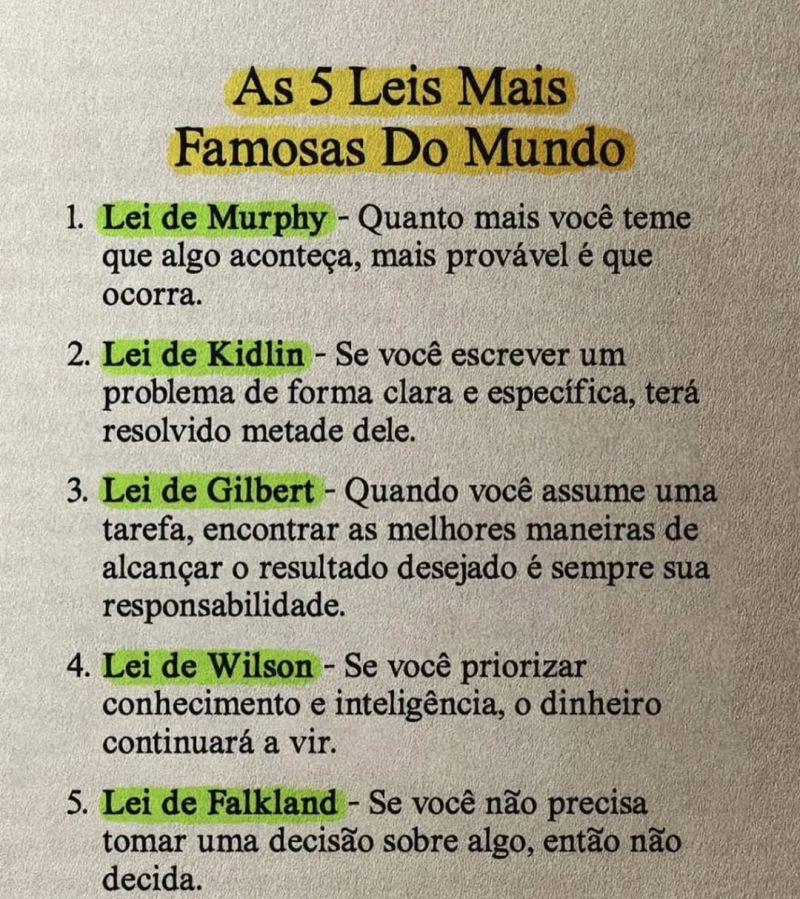 As 5 Leis Mais
Famosas Do Mundo
1. Lei de Murphy - Quanto mais você teme
que algo aconteça, mais provável é que
ocorra.
2. Lei de Kidlin - Se você escrever um
problema de forma clara e específica, terá
resolvido metade dele.
3. Lei de Gilbert - Quando você assume uma
tarefa, encontrar as melhores maneiras de
alcançar o resultado desejado é sempre sua
responsabilidade.
4. Lei de Wilson - Se você priorizar
conhecimento e inteligência, o dinheiro
continuará a vir.
5. Lei de Falkland - Se você não precisa
tomar uma decisão sobre algo, então não
decida.